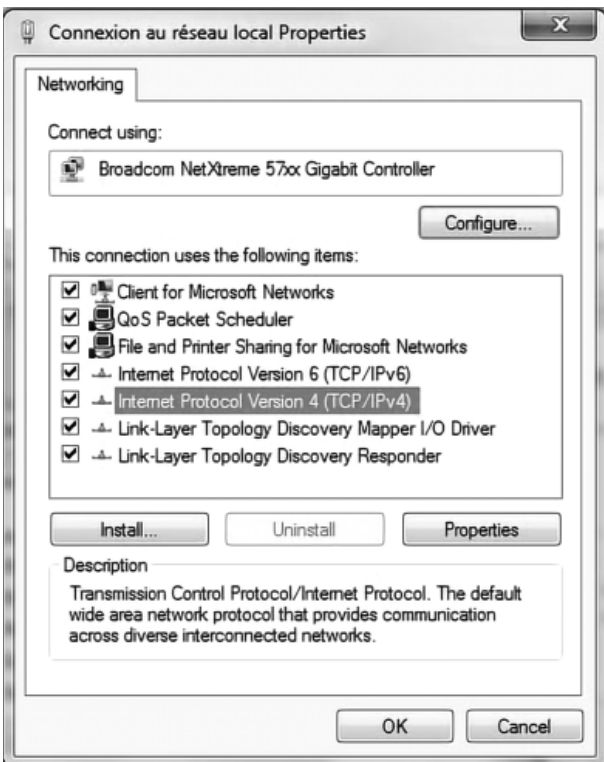 Connexion au réseau local Properties
Networking
Connect using:
Broadcom NetXtreme 57xx Gigabit Controller
Configure...
This connection uses the following items:
Client for Microsoft Networks
QoS Packet Scheduler
File and Printer Sharing for Microsoft Networks
Internet Protocol Version 6 (TCP/IPv6)
Internet Protocol Version 4 (TCP/IPv4)
Link-Layer Topology Discovery Mapper I/O Driver
Link-Layer Topology Discovery Responder
Install... Uninstall Properties
Description
Transmission Control Protocol/Internet Protocol. The default
wide area network protocol that provides communication
across diverse interconnected networks.
OK Cancel